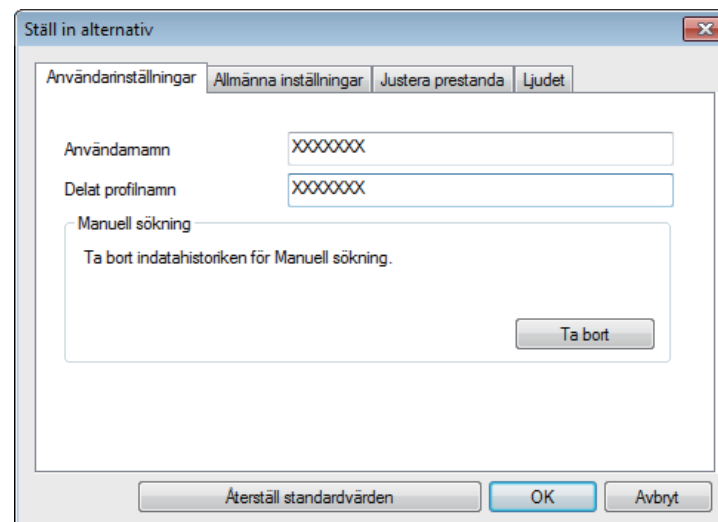 Ställ in alternativ
Användarinställningar Allmänna inställningar Justera prestanda Ljudet
Användarnamn XXXXXXX
Delat profilnamn XXXXXXX
Manuell sökning
Ta bort indatahistoriken för Manuell sökning.
Ta bort
Återställ standardvärden OK Avbryt